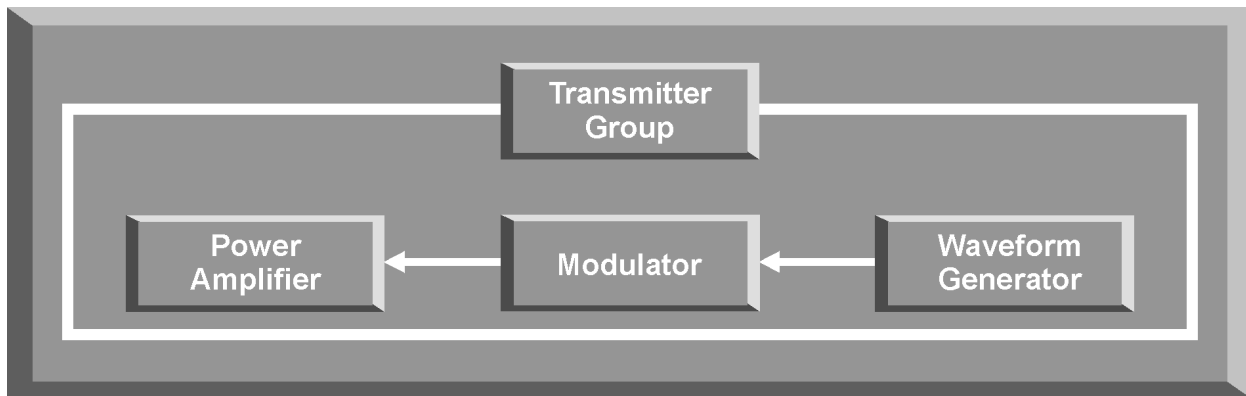 Transmitter
Group
Power
Amplifier
Modulator
Waveform
Generator